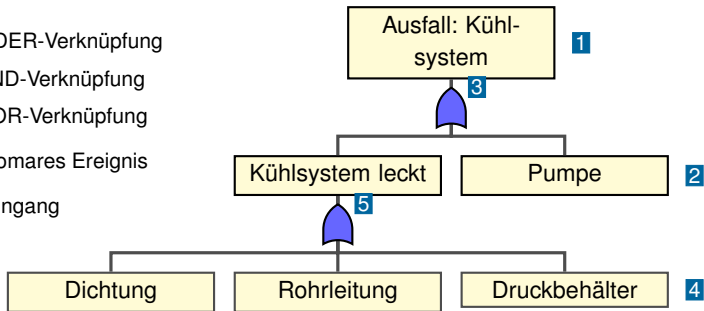 DER-Verknüpfung
ND-Verknüpfung
OR-Verknüpfung
omares Ereignis
ngang
Ausfall: Kühl-
system
1
3
Kühlsystem leckt
Pumpe
2
5
Dichtung
Rohrleitung
Druckbehälter
4